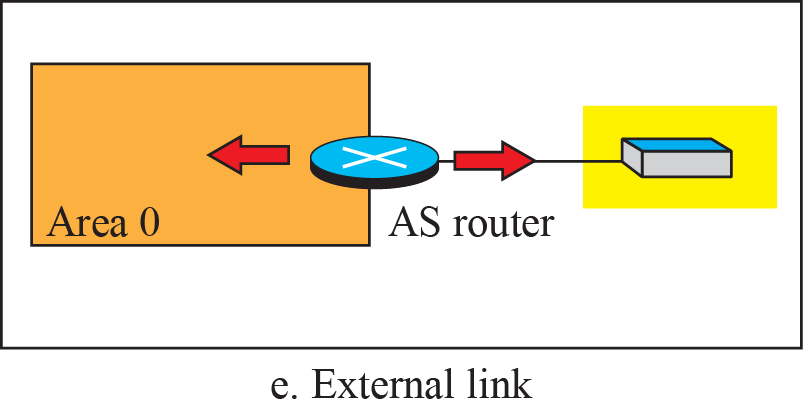 Area 0
AS router
e. External link